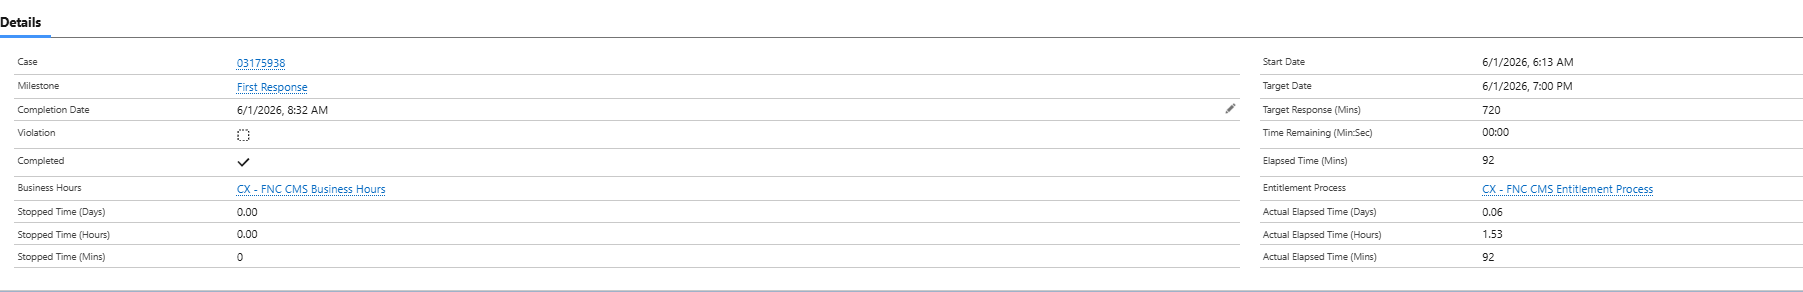 Details
Case 03175938
Milestone First Response
Completion Date 6/1/2026, 8:32 AM
Violation
Completed
Business Hours CX - FNC CMS Business Hours
Stopped Time (Days) 0.00
Stopped Time (Hours) 0.00
Stopped Time (Mins) 0
Start Date 6/1/2026, 6:13 AM
Target Date 6/1/2026, 7:00 PM
Target Response (Mins) 720
Time Remaining (Min:Sec) 00:00
Elapsed Time (Mins) 92
Entitlement Process CX - FNC CMS Entitlement Process
Actual Elapsed Time (Days) 0.06
Actual Elapsed Time (Hours) 1.53
Actual Elapsed Time (Mins) 92